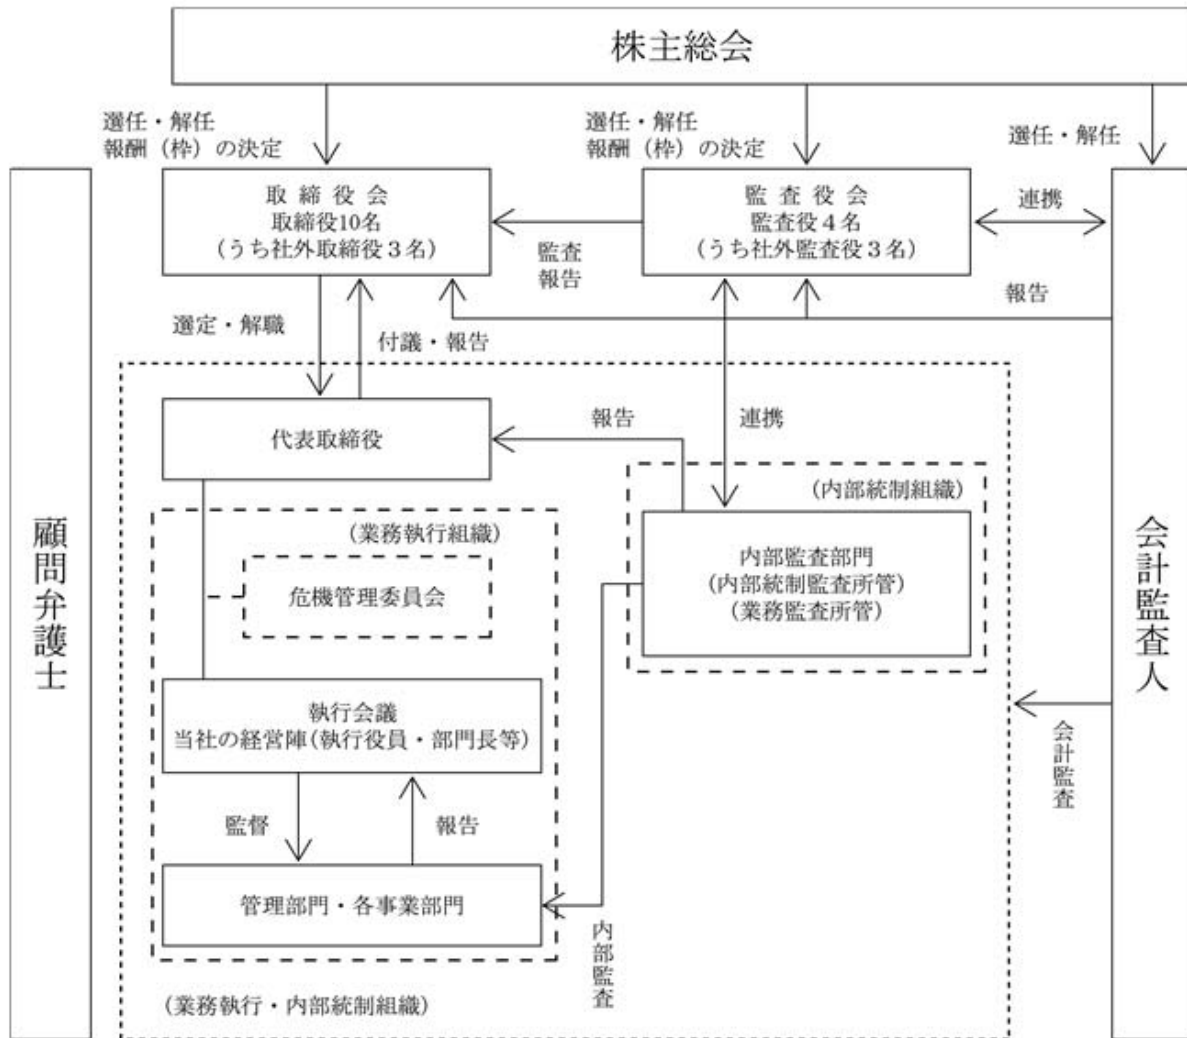 株主総会
選任・解任
報酬（枠）の決定
選任・解任
報酬（枠）の決定
選任・解任
取締役会
取締役10名
(うち社外取締役３名)
監査役会
監査役４名
(うち社外監査役３名)
連携
監査
報告
報告
選定・解職
付議・報告
代表取締役
報告
連携
(内部統制組織)
(業務執行組織)
危機管理委員会
内部監査部門
(内部統制監査所管)
(業務監査所管)
顧問弁護士
会計監査人
執行会議
当社の経営陣(執行役員・部門長等)
会計監査
監督
報告
管理部門・各事業部門
内部監査
(業務執行・内部統制組織)